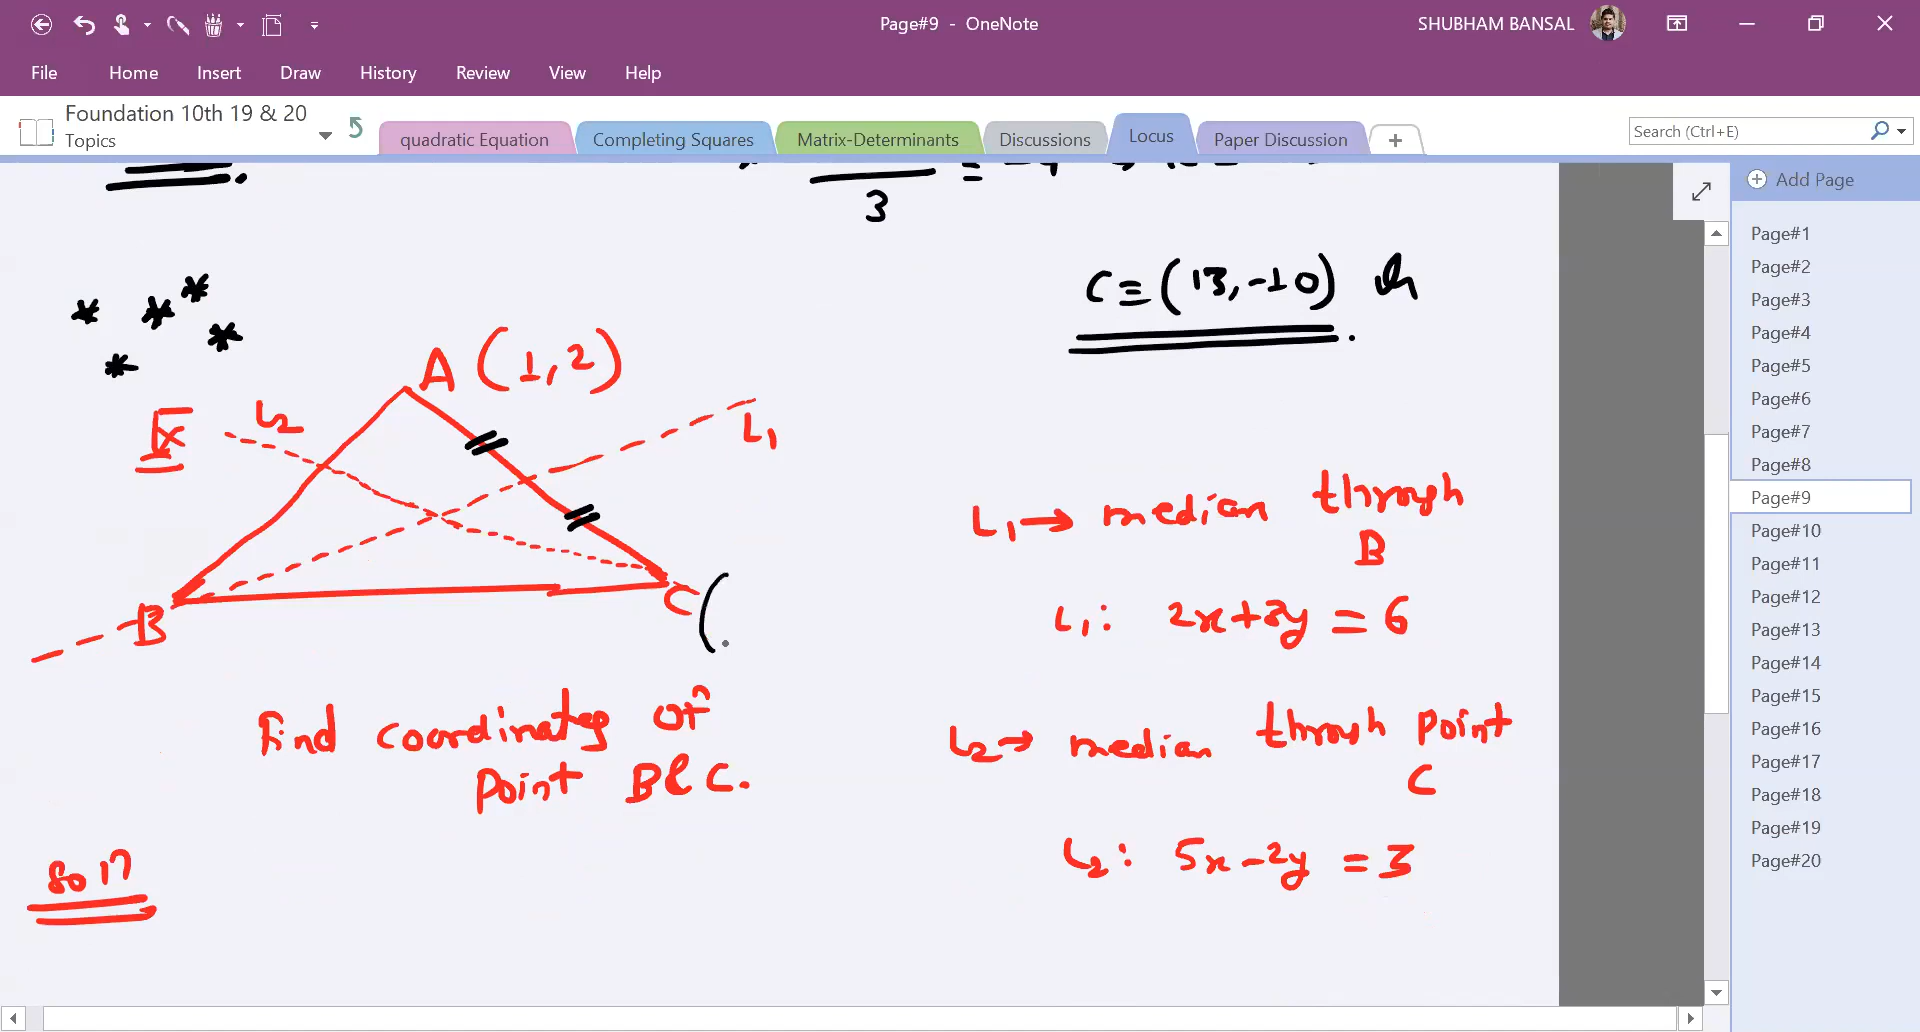 Page#9 - OneNote
SHUBHAM BANSAL
File Home Insert Draw History Review View Help
Foundation 10th 19 & 20
Topics
quadratic Equation
Completing Squares
Matrix-Determinants
Discussions
Locus
Paper Discussion
Search (Ctrl+E)
Add Page
Page#1
Page#2
Page#3
Page#4
Page#5
Page#6
Page#7
Page#8
Page#9
Page#10
Page#11
Page#12
Page#13
Page#14
Page#15
Page#16
Page#17
Page#18
Page#19
Page#20
3
C≡(13,-10)
* * * * *
A (1,2)
Ex
L2
L1
B
C (
L1→ median through
B
L1: 2x+3y = 6
Find coordinates of
point B & C.
L2→ median through point
C
L2: 5x-2y = 3
Soln